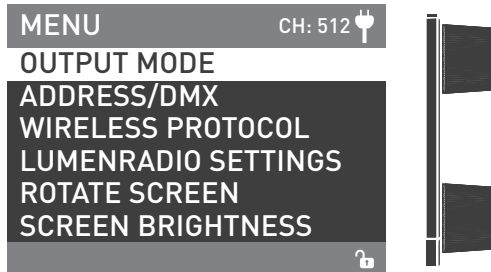 MENU
CH: 512
OUTPUT MODE
ADDRESS/DMX
WIRELESS PROTOCOL
LUMENRADIO SETTINGS
ROTATE SCREEN
SCREEN BRIGHTNESS